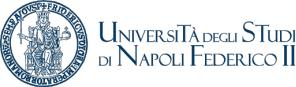 UNIVERSITÀ DEGLI STUDI
DI NAPOLI FEDERICO II